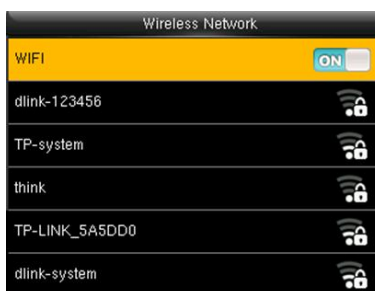 Wireless Network
WIFI ON
dlink-123456
TP-system
think
TP-LINK_5A5DD0
dlink-system